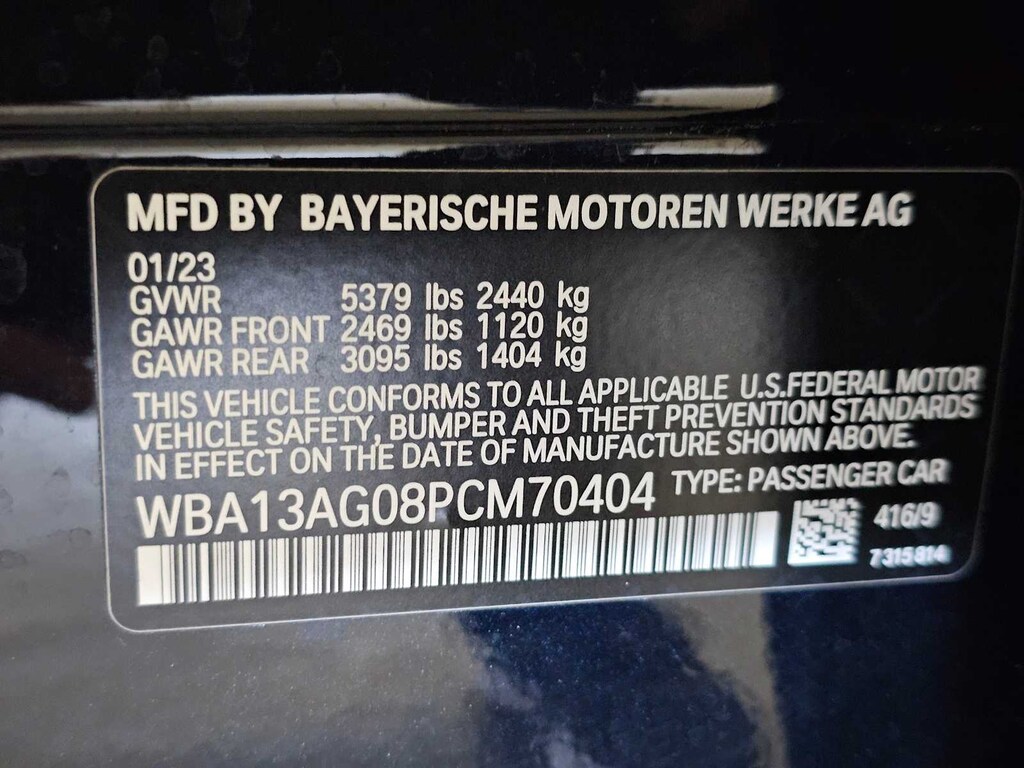 MFD BY BAYERISCHE MOTOREN WERKE AG
01/23
GVWR 5379 lbs 2440 kg
GAWR FRONT 2469 lbs 1120 kg
GAWR REAR 3095 lbs 1404 kg
THIS VEHICLE CONFORMS TO ALL APPLICABLE U.S.FEDERAL MOTOR
VEHICLE SAFETY, BUMPER AND THEFT PREVENTION STANDARDS
IN EFFECT ON THE DATE OF MANUFACTURE SHOWN ABOVE.
WBA13AG08PCM70404 TYPE: PASSENGER CAR
416/9
7315814